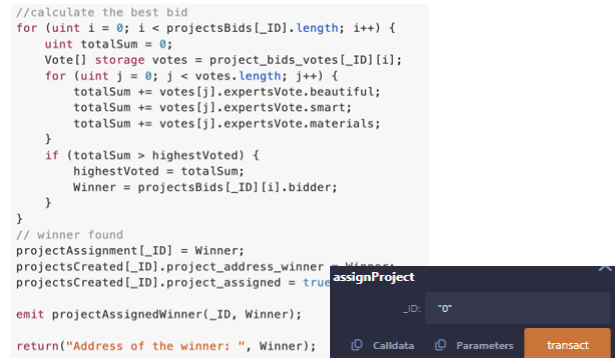 //calculate the best bid
for (uint i = 0; i < projectsBids[_ID].length; i++) {
uint totalSum = 0;
Vote[] storage votes = project_bids_votes[_ID][i];
for (uint j = 0; j < votes.length; j++) {
totalSum += votes[j].expertsVote.beautiful;
totalSum += votes[j].expertsVote.smart;
totalSum += votes[j].expertsVote.materials;
}
if (totalSum > highestVoted) {
highestVoted = totalSum;
Winner = projectsBids[_ID][i].bidder;
}
}
// winner found
projectAssignment[_ID] = Winner;
projectsCreated[_ID].project_address_winner = Winner;
projectsCreated[_ID].project_assigned = true
emit projectAssignedWinner(_ID, Winner);
return("Address of the winner: ", Winner);
assignProject
_ID: "0"
Calldata Parameters transact